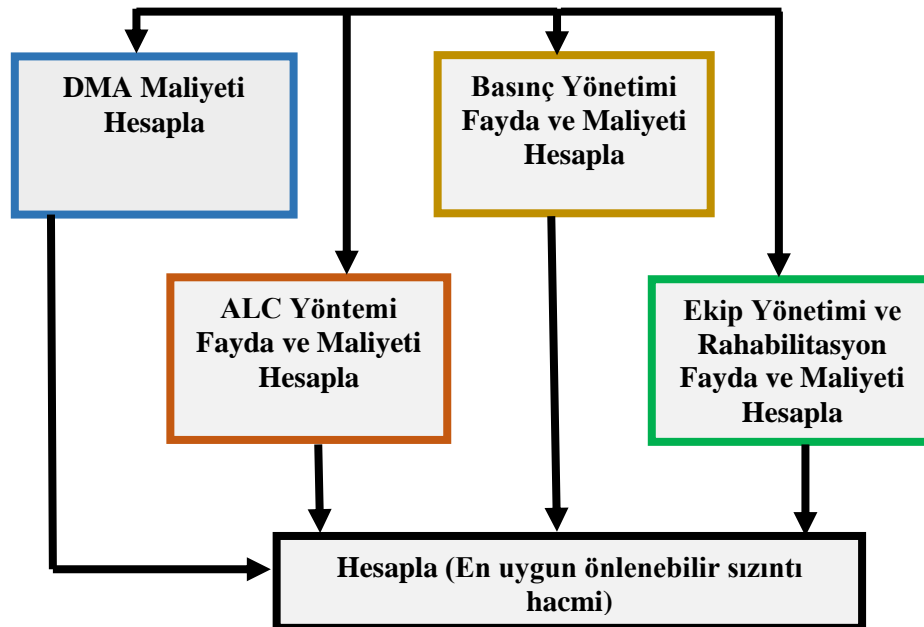 DMA Maliyeti
Hesapla
Basınç Yönetimi
Fayda ve Maliyeti
Hesapla
ALC Yöntemi
Fayda ve Maliyeti
Hesapla
Ekip Yönetimi ve
Rahabilitasyon
Fayda ve Maliyeti
Hesapla
Hesapla (En uygun önlenebilir sızıntı
hacmi)